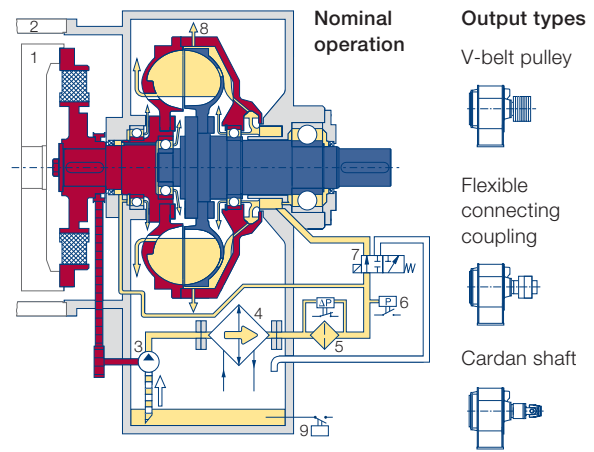 Nominal
operation
Output types
V-belt pulley
Flexible
connecting
coupling
Cardan shaft
1
2
3
4
5
6
7
8
9
ΔP
P